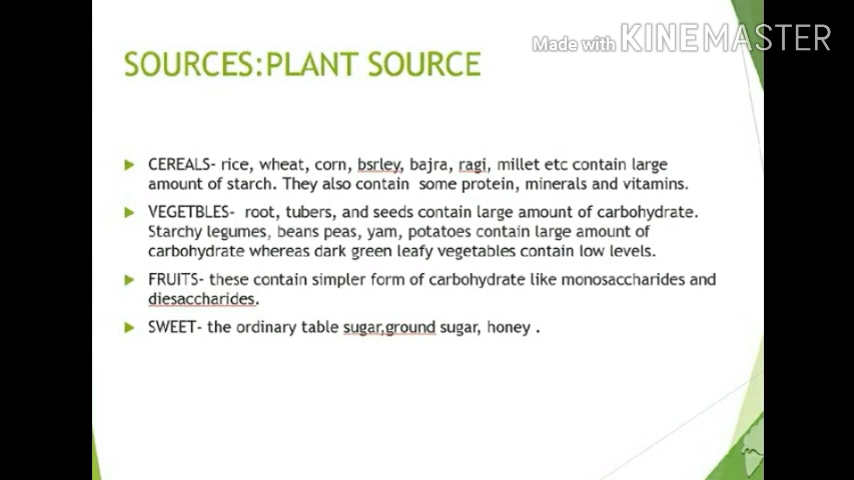 Made with KINEMASTER
SOURCES:PLANT SOURCE
CEREALS- rice, wheat, corn, bsrley, bajra, ragi, millet etc contain large
amount of starch. They also contain some protein, minerals and vitamins.
VEGETBLES- root, tubers, and seeds contain large amount of carbohydrate.
Starchy legumes, beans peas, yam, potatoes contain large amount of
carbohydrate whereas dark green leafy vegetables contain low levels.
FRUITS- these contain simpler form of carbohydrate like monosaccharides and
diesaccharides.
SWEET- the ordinary table sugar,ground sugar, honey .